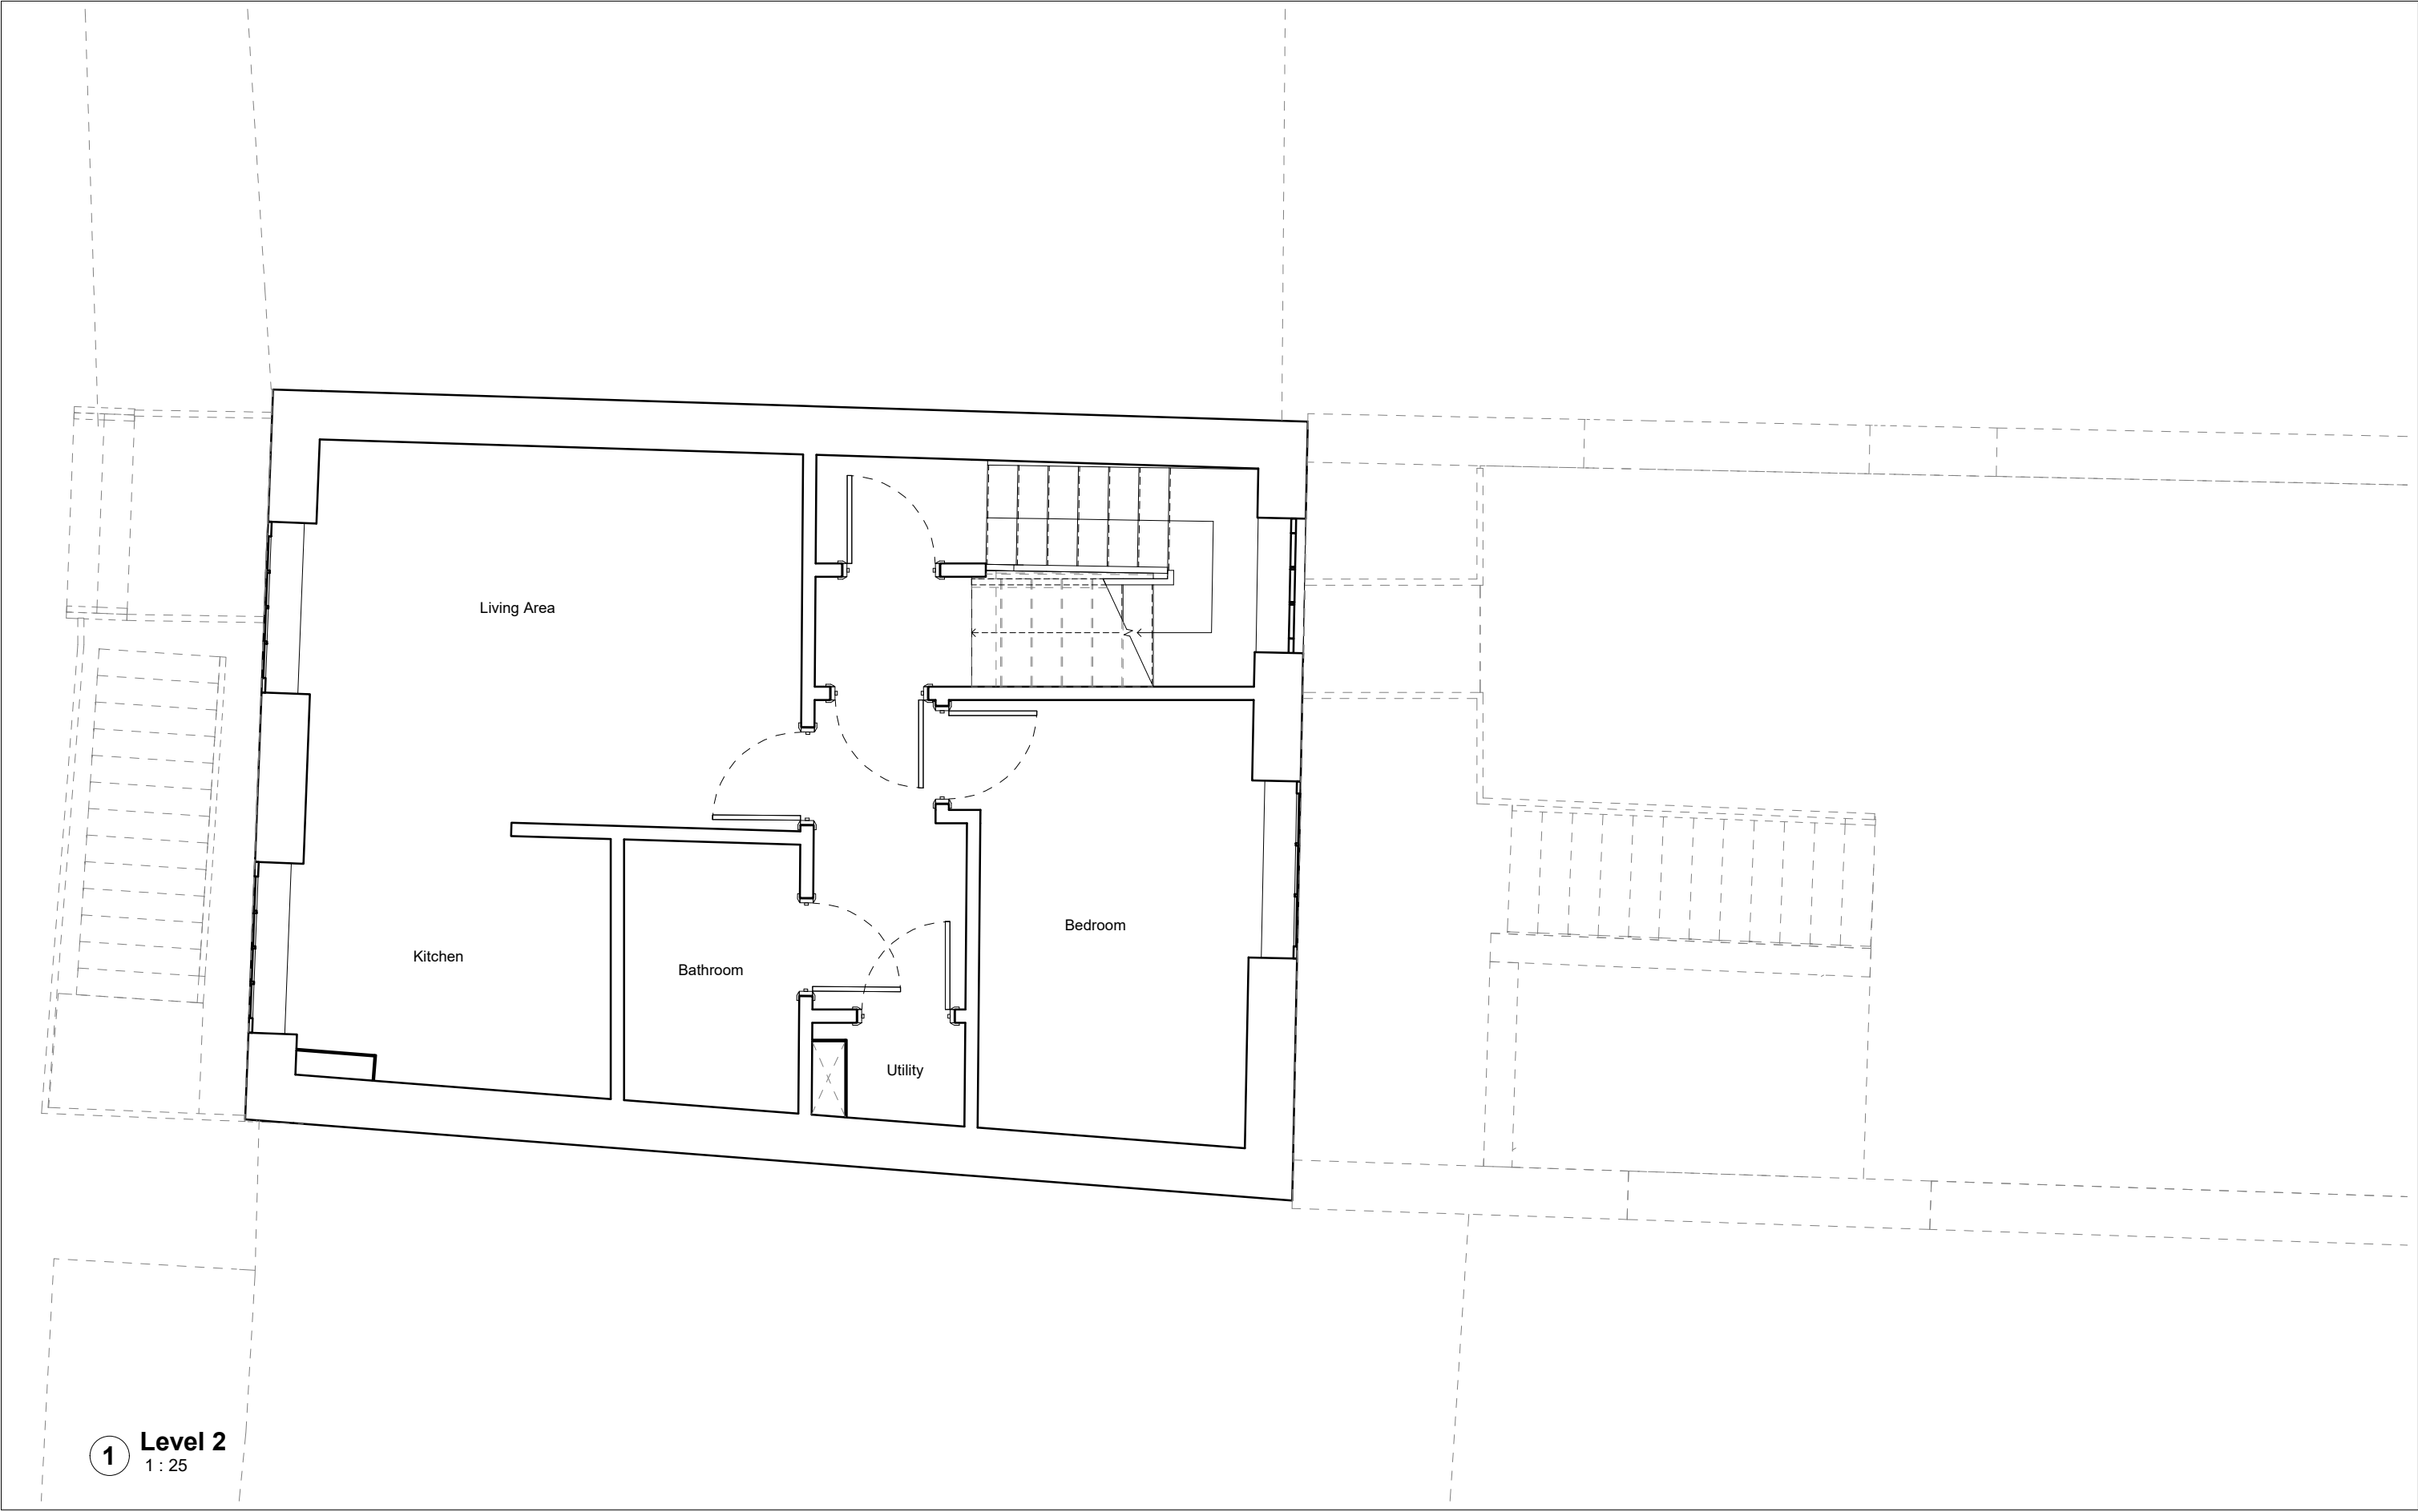 Living Area
Bedroom
Kitchen
Bathroom
Utility
1
Level 2
1 : 25